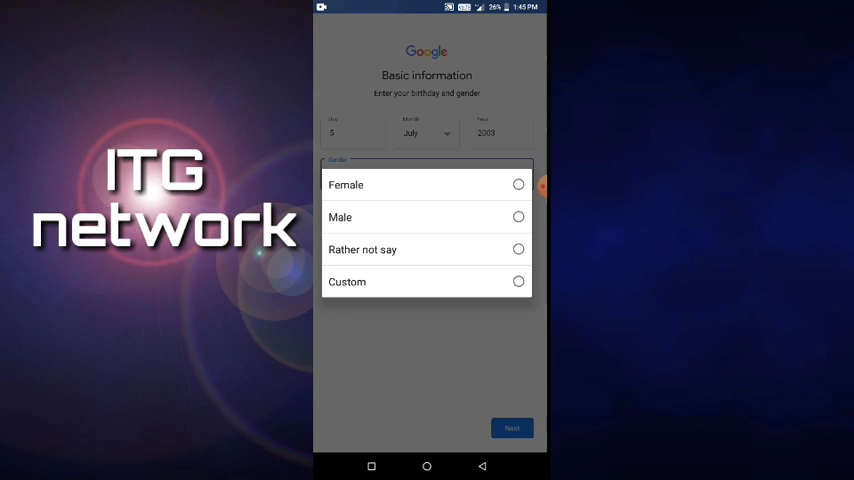 ITG
network
26%
1:45 PM
Google
Basic information
Enter your birthday and gender
Day
Month
Year
5
July
2003
Gender
Female
Male
Rather not say
Custom
Next